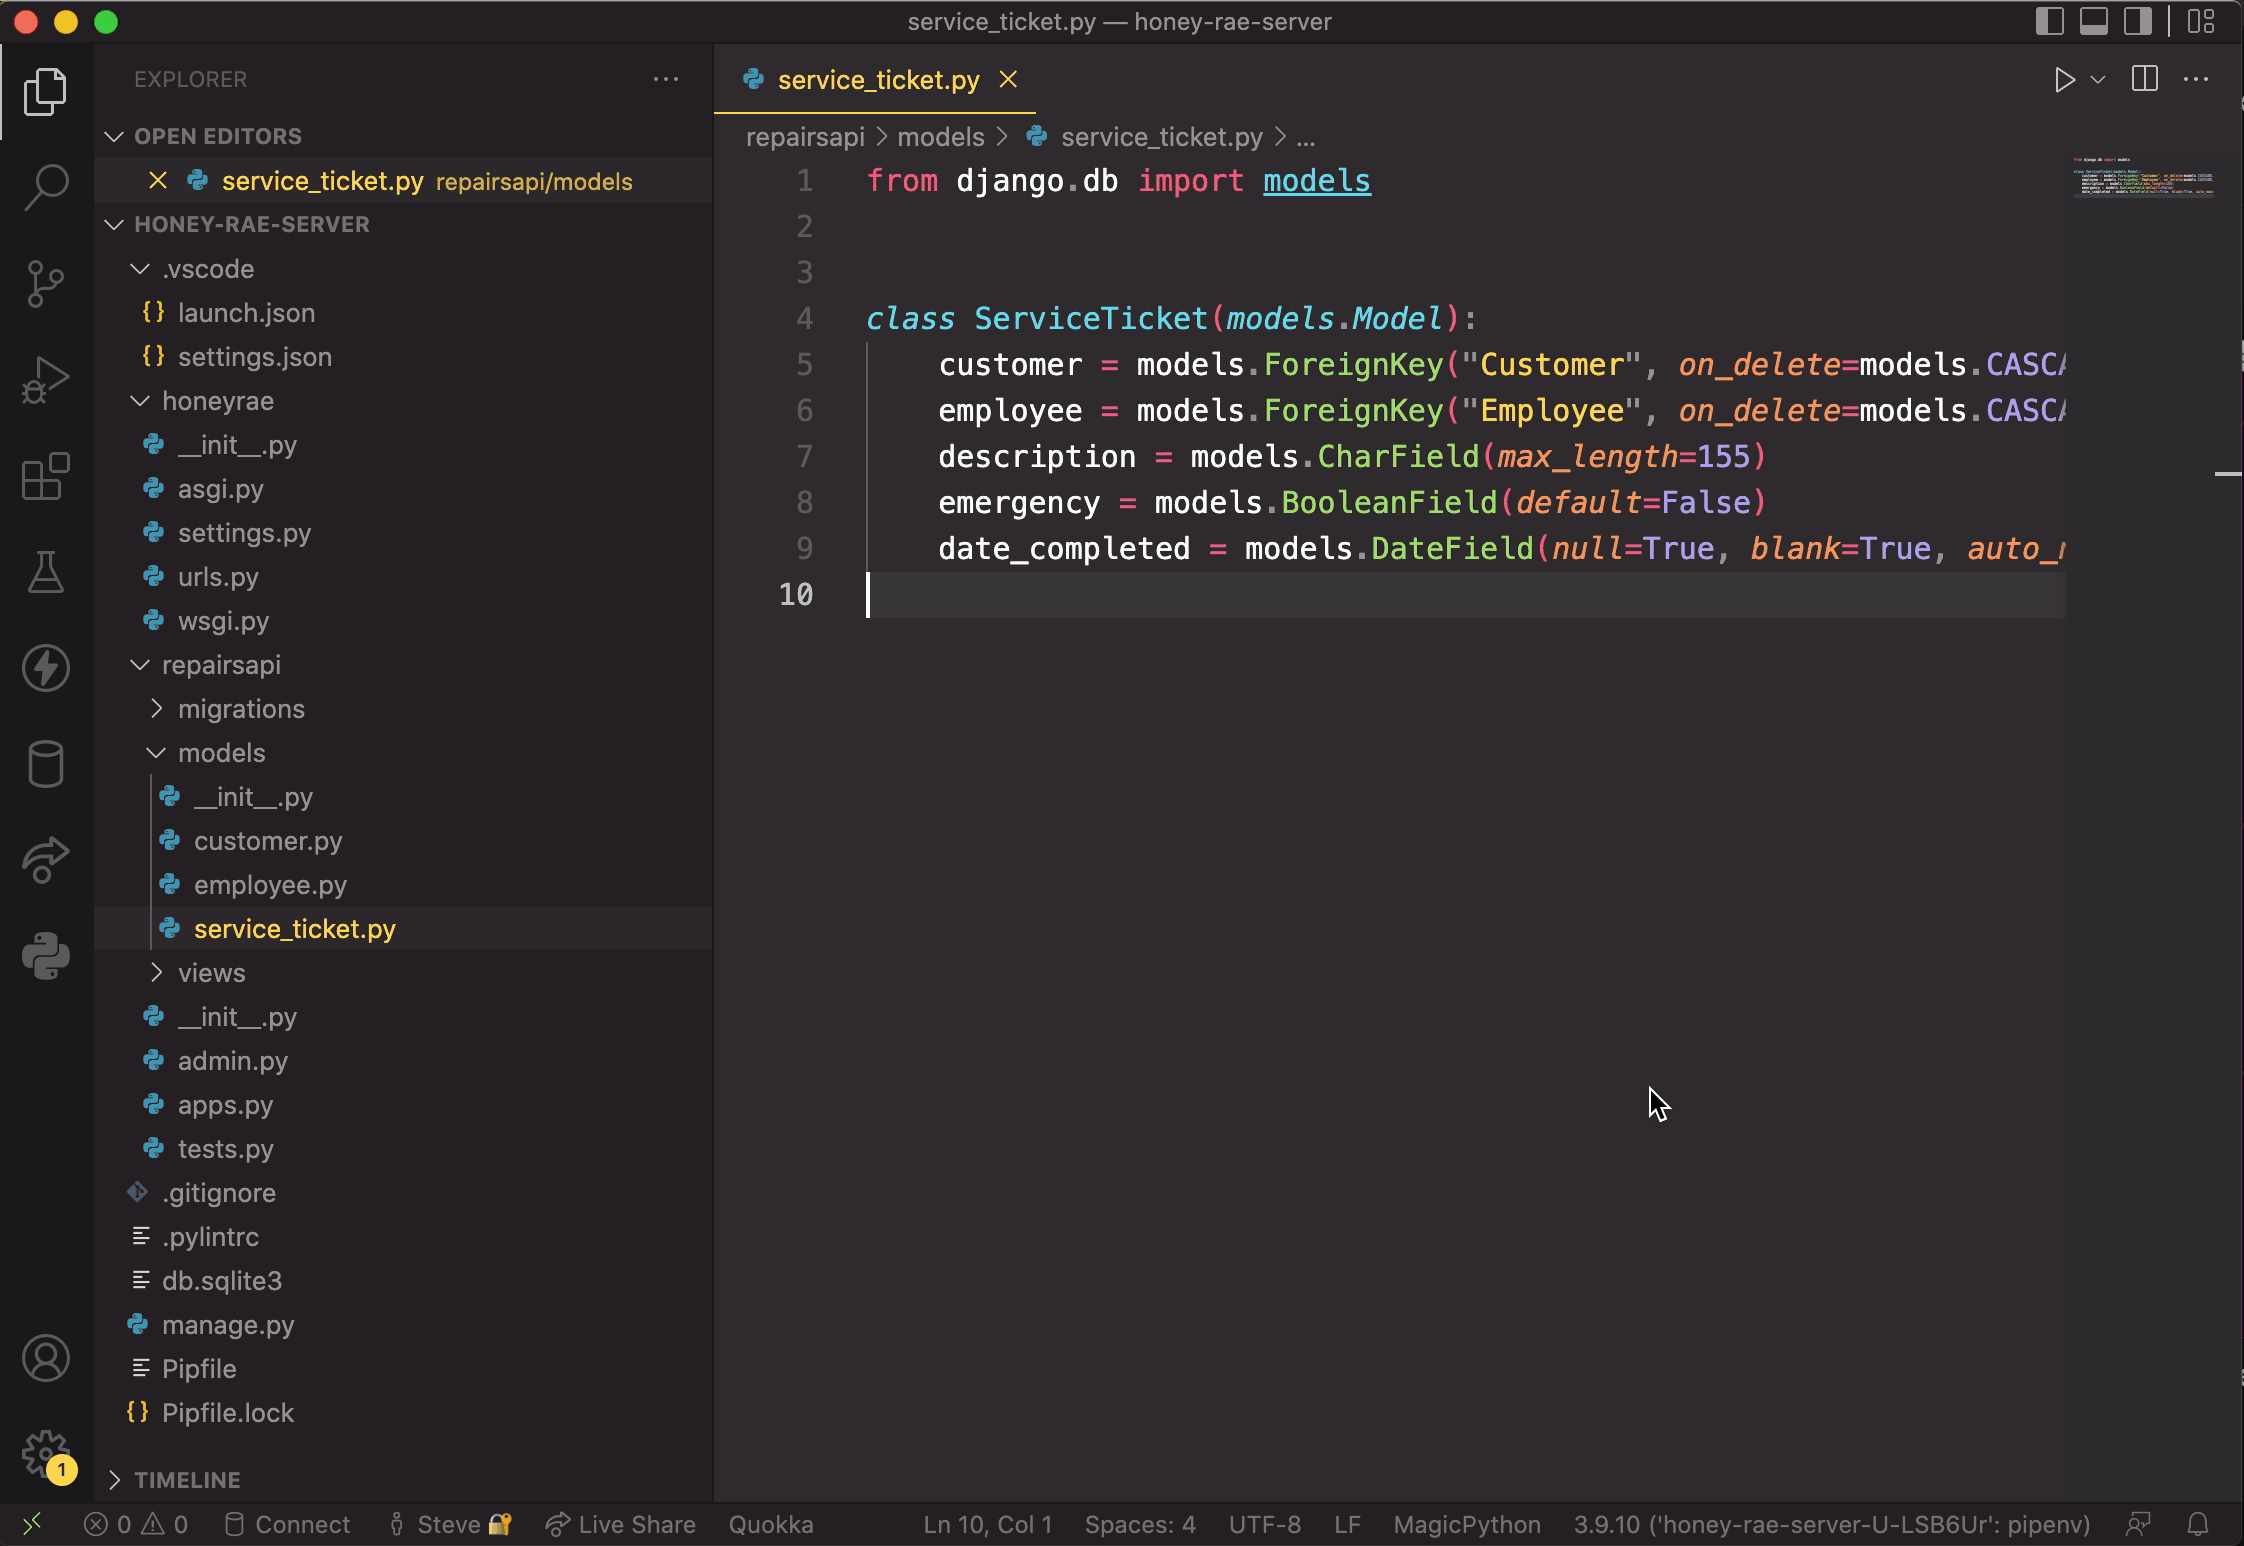 service_ticket.py — honey-rae-server
EXPLORER
OPEN EDITORS
service_ticket.py repairsapi/models
HONEY-RAE-SERVER
.vscode
launch.json
settings.json
honeyrae
__init__.py
asgi.py
settings.py
urls.py
wsgi.py
repairsapi
migrations
models
__init__.py
customer.py
employee.py
service_ticket.py
views
__init__.py
admin.py
apps.py
tests.py
.gitignore
.pylintrc
db.sqlite3
manage.py
Pipfile
Pipfile.lock
TIMELINE
1
service_ticket.py
repairsapi > models > service_ticket.py > ...
1 from django.db import models
2
3
4 class ServiceTicket(models.Model):
5 customer = models.ForeignKey("Customer", on_delete=models.CASCA
6 employee = models.ForeignKey("Employee", on_delete=models.CASCA
7 description = models.CharField(max_length=155)
8 emergency = models.BooleanField(default=False)
9 date_completed = models.DateField(null=True, blank=True, auto_n
10
0 0 Connect Steve Live Share Quokka Ln 10, Col 1 Spaces: 4 UTF-8 LF MagicPython 3.9.10 ('honey-rae-server-U-LSB6Ur': pipenv)